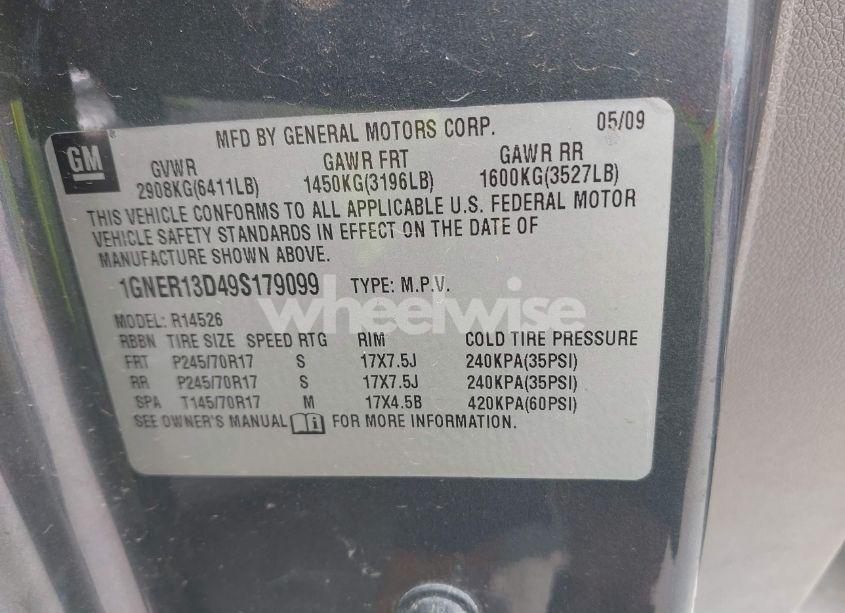 GM
MFD BY GENERAL MOTORS CORP. 05/09
GVWR GAWR FRT GAWR RR
2908KG(6411LB) 1450KG(3196LB) 1600KG(3527LB)
THIS VEHICLE CONFORMS TO ALL APPLICABLE U.S. FEDERAL MOTOR
VEHICLE SAFETY STANDARDS IN EFFECT ON THE DATE OF
MANUFACTURE SHOWN ABOVE.
1GNER13D49S179099 TYPE: M.P.V.
wheelwise
MODEL: R14526
RBBN TIRE SIZE SPEED RTG RIM COLD TIRE PRESSURE
FRT P245/70R17 S 17X7.5J 240KPA(35PSI)
RR P245/70R17 S 17X7.5J 240KPA(35PSI)
SPA T145/70R17 M 17X4.5B 420KPA(60PSI)
SEE OWNER'S MANUAL i FOR MORE INFORMATION.